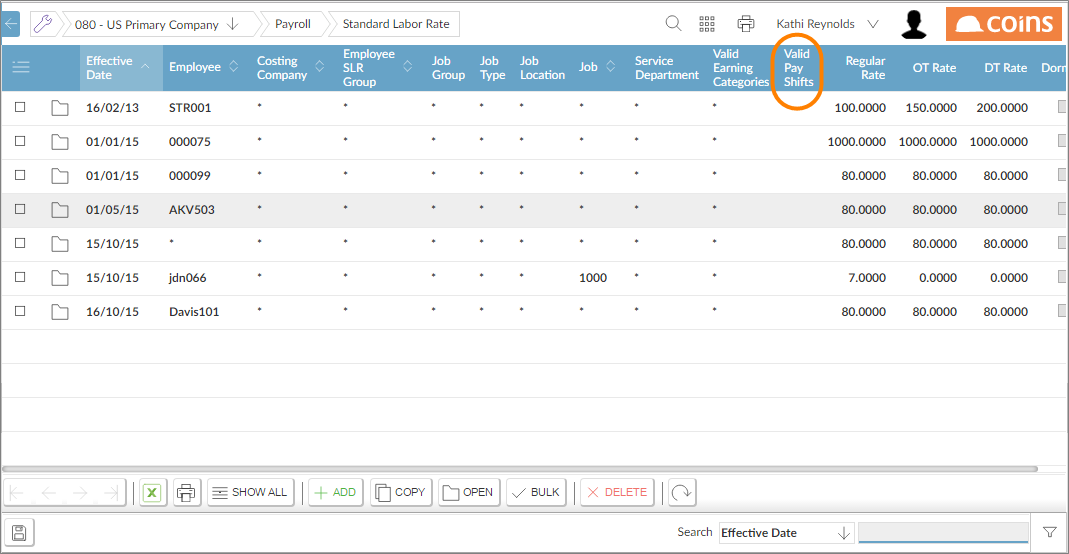 080 - US Primary Company Payroll Standard Labor Rate Kathi Reynolds coins
Effective Date Employee Costing Company Employee SLR Group Job Group Job Type Job Location Job Service Department Valid Earning Categories Valid Pay Shifts Regular Rate OT Rate DT Rate Dorm
16/02/13 STR001 * * * * * * * * 100.0000 150.0000 200.0000
01/01/15 000075 * * * * * * * * 1000.0000 1000.0000 1000.0000
01/01/15 000099 * * * * * * * * 80.0000 80.0000 80.0000
01/05/15 AKV503 * * * * * * * * 80.0000 80.0000 80.0000
15/10/15 * * * * * * * * * 80.0000 80.0000 80.0000
15/10/15 jdn066 * * * * * 1000 * * 7.0000 0.0000 0.0000
16/10/15 Davis101 * * * * * * * * 80.0000 80.0000 80.0000
SHOW ALL ADD COPY OPEN BULK DELETE
Search Effective Date